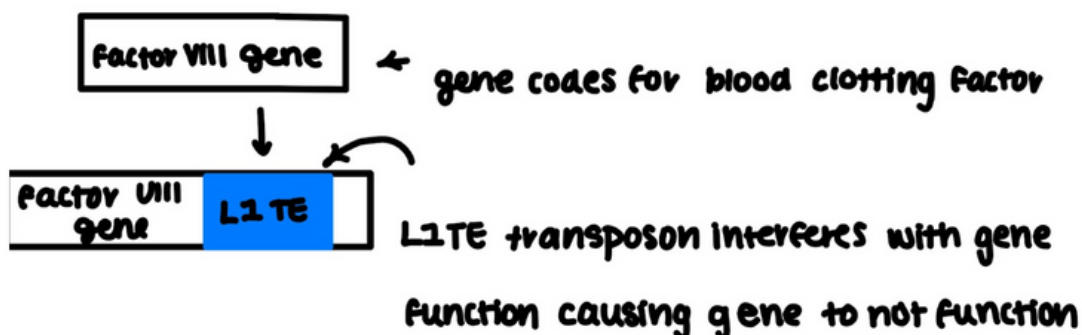 Factor VIII gene
gene codes for blood clotting factor
factor VIII
gene
L1 TE
L1TE transposon interferes with gene
function causing gene to not function